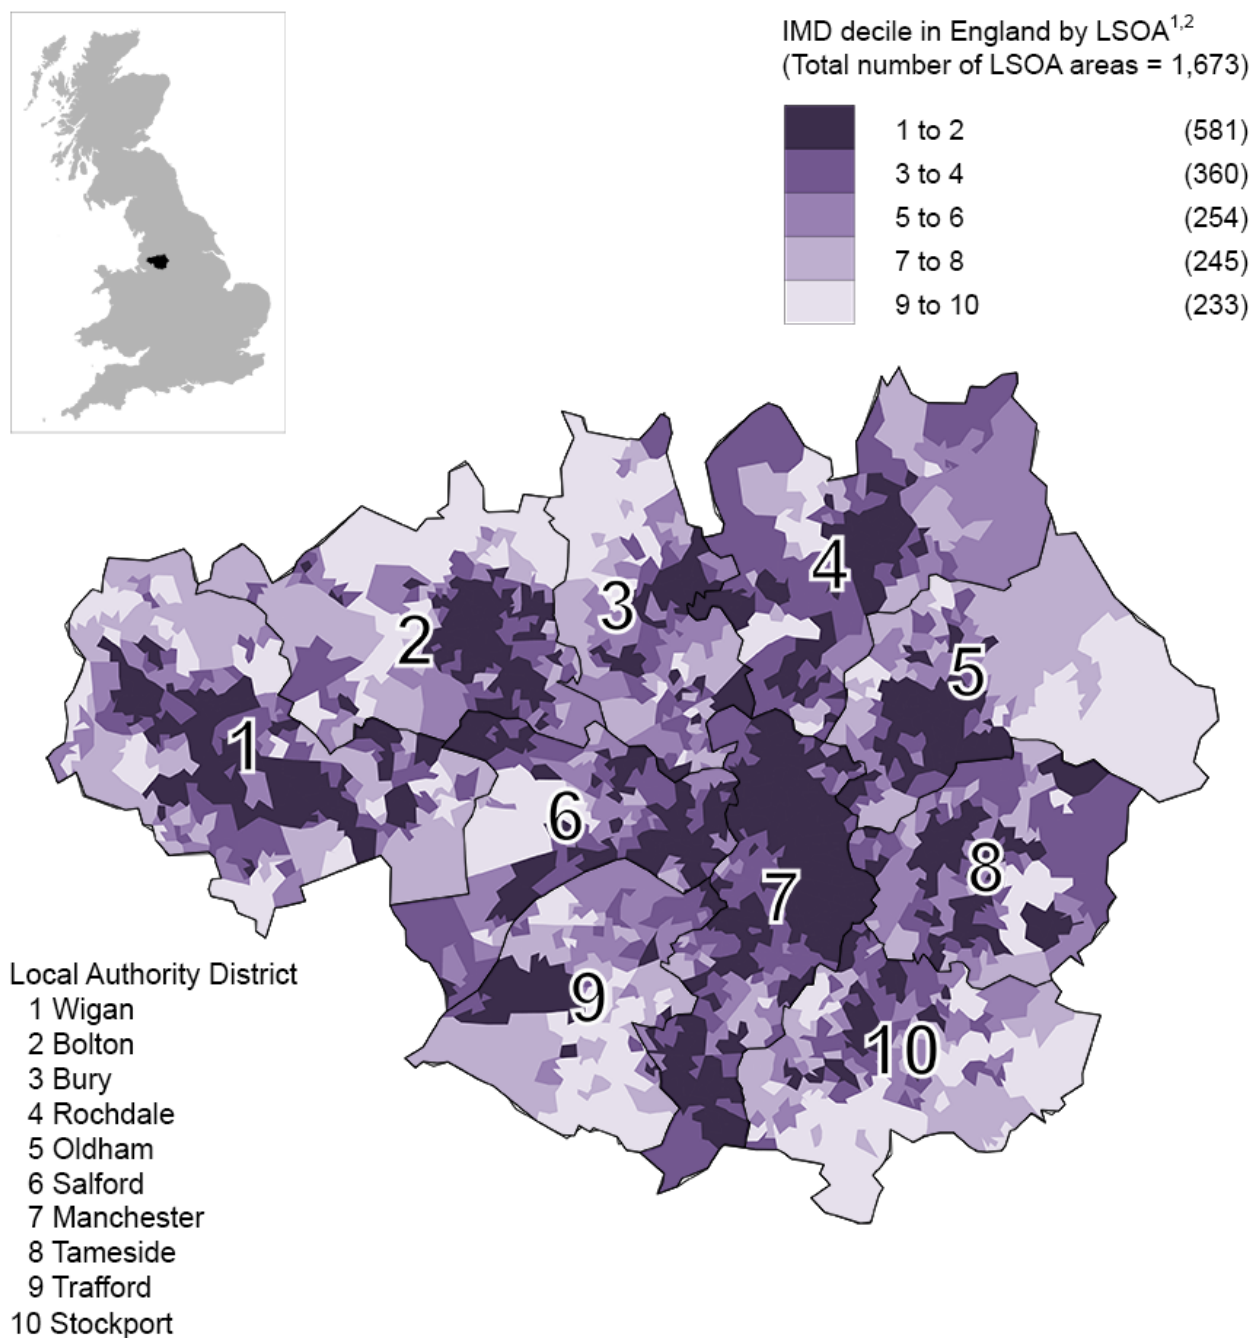 IMD decile in England by LSOA1,2
(Total number of LSOA areas = 1,673)
1 to 2 (581)
3 to 4 (360)
5 to 6 (254)
7 to 8 (245)
9 to 10 (233)
4
3
2
5
1
6
8
7
9
10
Local Authority District
1 Wigan
2 Bolton
3 Bury
4 Rochdale
5 Oldham
6 Salford
7 Manchester
8 Tameside
9 Trafford
10 Stockport